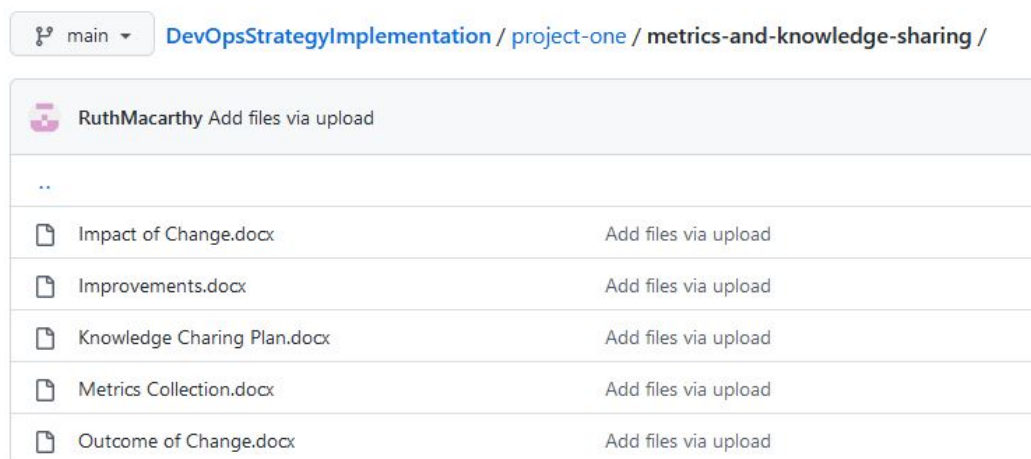 main DevOpsStrategyImplementation / project-one / metrics-and-knowledge-sharing /
RuthMacarthy Add files via upload
..
Impact of Change.docx Add files via upload
Improvements.docx Add files via upload
Knowledge Charing Plan.docx Add files via upload
Metrics Collection.docx Add files via upload
Outcome of Change.docx Add files via upload